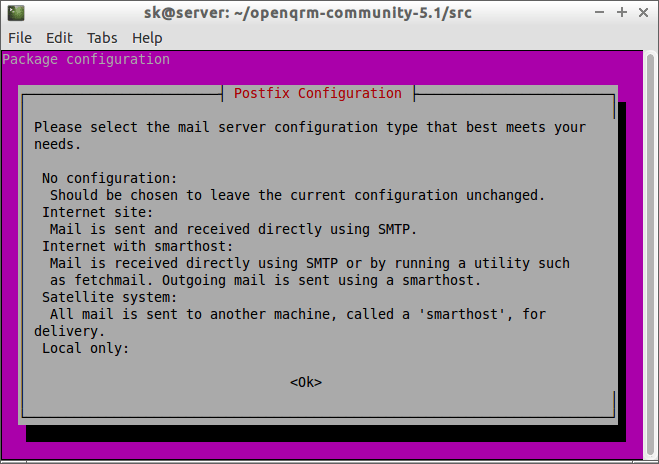 sk@server: ~/openqrm-community-5.1/src
File Edit Tabs Help
Package configuration
Postfix Configuration
Please select the mail server configuration type that best meets your
needs.
No configuration:
Should be chosen to leave the current configuration unchanged.
Internet site:
Mail is sent and received directly using SMTP.
Internet with smarthost:
Mail is received directly using SMTP or by running a utility such
as fetchmail. Outgoing mail is sent using a smarthost.
Satellite system:
All mail is sent to another machine, called a 'smarthost', for
delivery.
Local only:
<Ok>